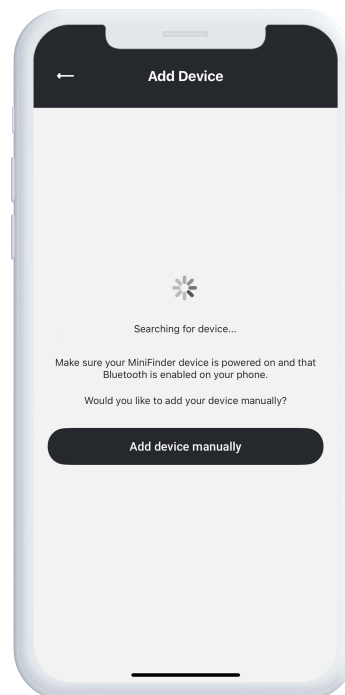 Add Device
Searching for device...
Make sure your MiniFinder device is powered on and that
Bluetooth is enabled on your phone.
Would you like to add your device manually?
Add device manually